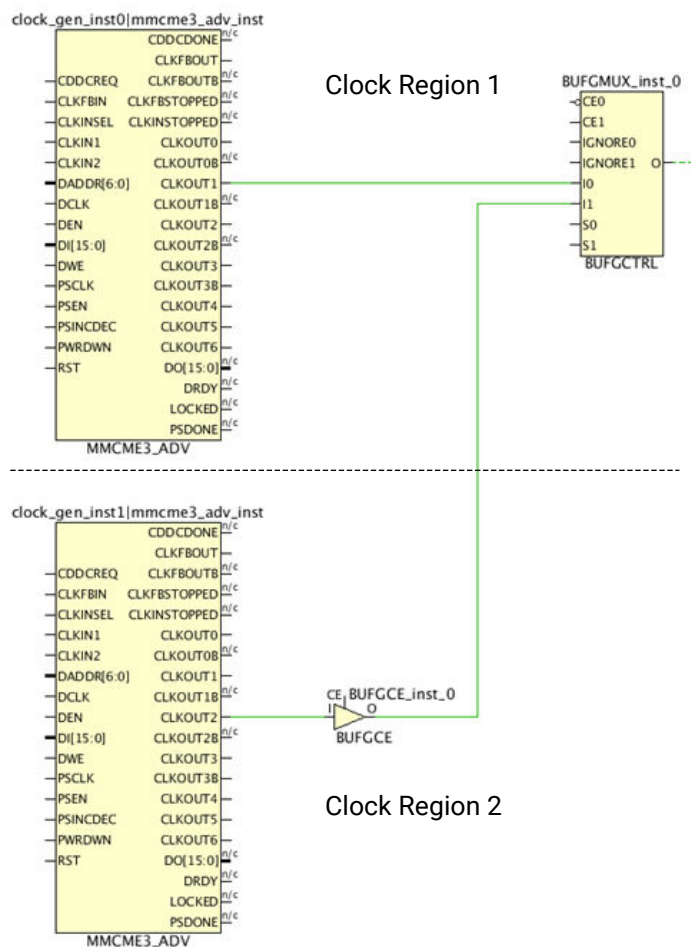 clock_gen_inst0|mmcme3_adv_inst
CDDCDONE n/c
CLKFBOUT
CDDCREQ CLKFBOUTB n/c
CLKFBIN CLKFBSTOPPED n/c
CLKINSEL CLKINSTOPPED n/c
CLKIN1 CLKOUT0
CLKIN2 CLKOUT0B n/c
DADDR[6:0] CLKOUT1
DCLK CLKOUT1B n/c
DEN CLKOUT2
DI[15:0] CLKOUT2B n/c
DWE CLKOUT3
PSCLK CLKOUT3B n/c
PSEN CLKOUT4
PSINCDEC CLKOUT5
PWRDWN CLKOUT6
RST DO[15:0] n/c
DRDY n/c
LOCKED n/c
PSDONE n/c
MMCME3_ADV
Clock Region 1
BUFGMUX_inst_0
CE0
CE1
IGNORE0
IGNORE1 O
I0
I1
S0
S1
BUFGCTRL
clock_gen_inst1|mmcme3_adv_inst
CDDCDONE n/c
CLKFBOUT
CDDCREQ CLKFBOUTB n/c
CLKFBIN CLKFBSTOPPED n/c
CLKINSEL CLKINSTOPPED n/c
CLKIN1 CLKOUT0
CLKIN2 CLKOUT0B n/c
DADDR[6:0] CLKOUT1
DCLK CLKOUT1B n/c
DEN CLKOUT2
DI[15:0] CLKOUT2B n/c
DWE CLKOUT3
PSCLK CLKOUT3B n/c
PSEN CLKOUT4
PSINCDEC CLKOUT5
PWRDWN CLKOUT6
RST DO[15:0] n/c
DRDY n/c
LOCKED n/c
PSDONE n/c
MMCME3_ADV
CE BUFGCE_inst_0
I O
BUFGCE
Clock Region 2